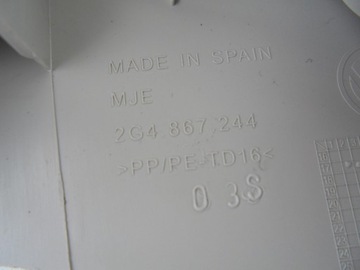 MADE IN SPAIN
MJE
2G4 867 244
>PP/PE-TD16<
0 3S